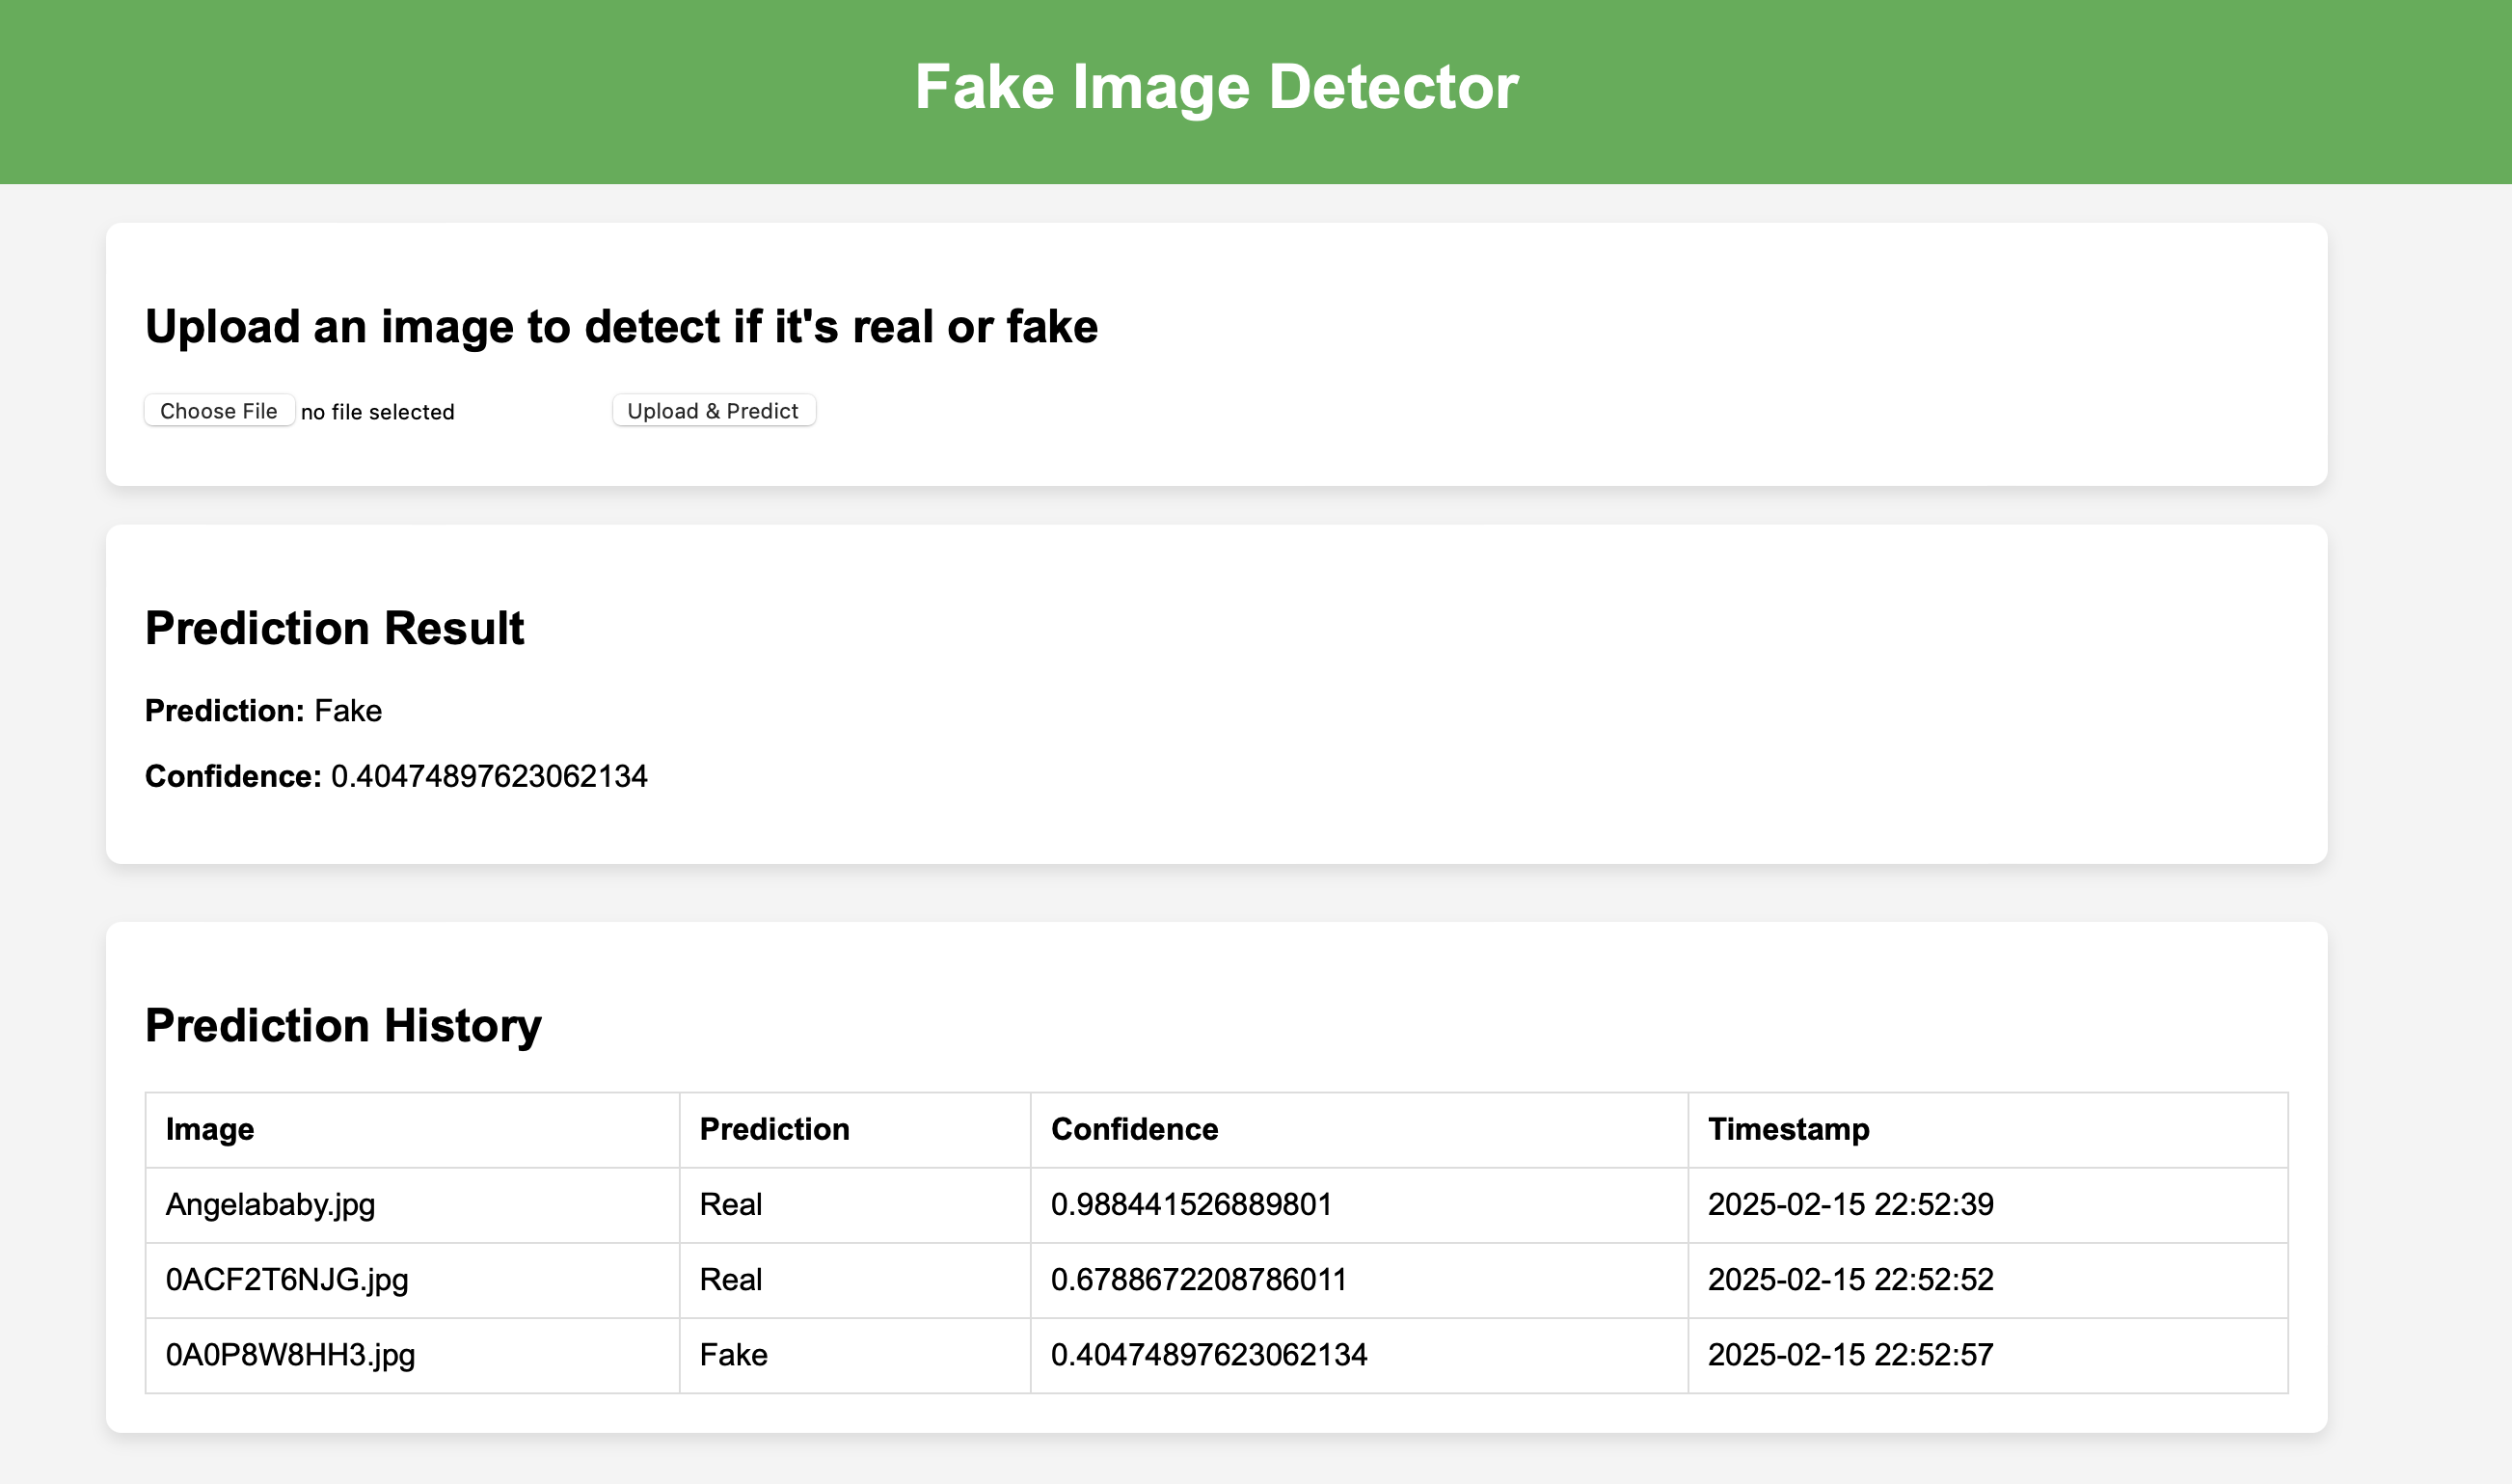 Fake Image Detector
Upload an image to detect if it's real or fake
Choose File no file selected Upload & Predict
Prediction Result
Prediction: Fake
Confidence: 0.40474897623062134
Prediction History
Image Prediction Confidence Timestamp
Angelababy.jpg Real 0.988441526889801 2025-02-15 22:52:39
0ACF2T6NJG.jpg Real 0.6788672208786011 2025-02-15 22:52:52
0A0P8W8HH3.jpg Fake 0.40474897623062134 2025-02-15 22:52:57